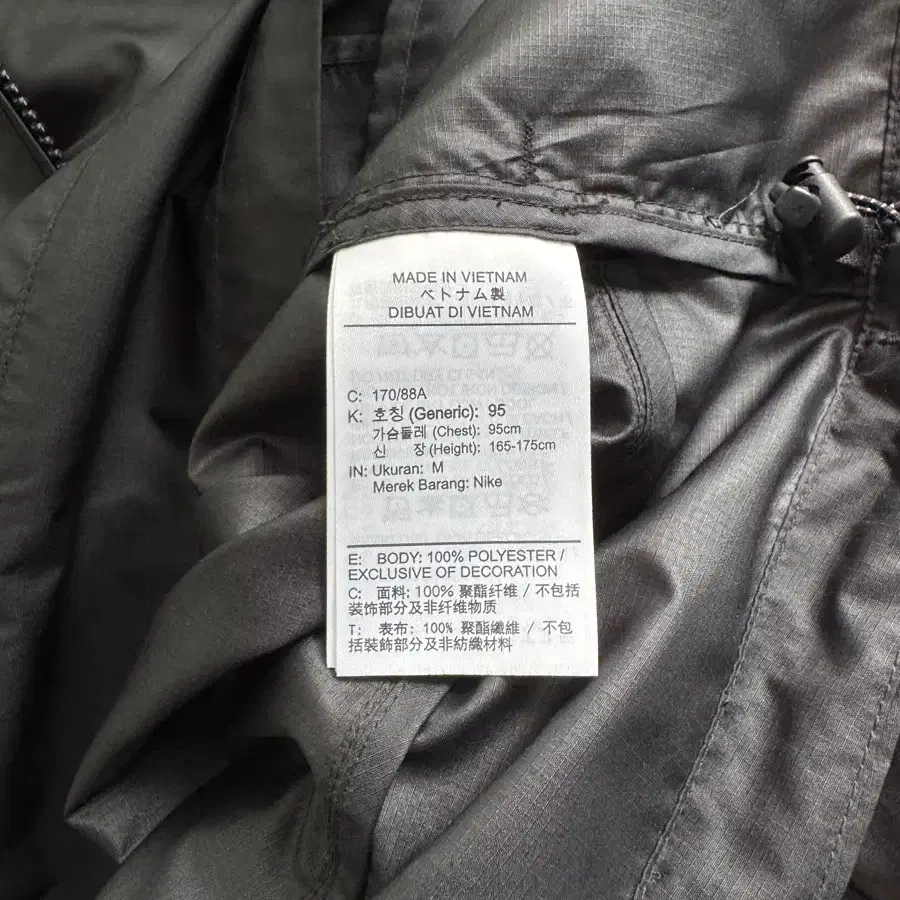 MADE IN VIETNAM
ベトナム製
DIBUAT DI VIETNAM
C: 170/88A
K: 호칭 (Generic): 95
가슴둘레 (Chest): 95cm
신 장 (Height): 165-175cm
IN: Ukuran: M
Merek Barang: Nike
E: BODY: 100% POLYESTER /
EXCLUSIVE OF DECORATION
C: 面料: 100% 聚酯纤维 / 不包括
装饰部分及非纤维物质
T: 表布: 100% 聚酯纖維 / 不包
括裝飾部分及非紡織材料